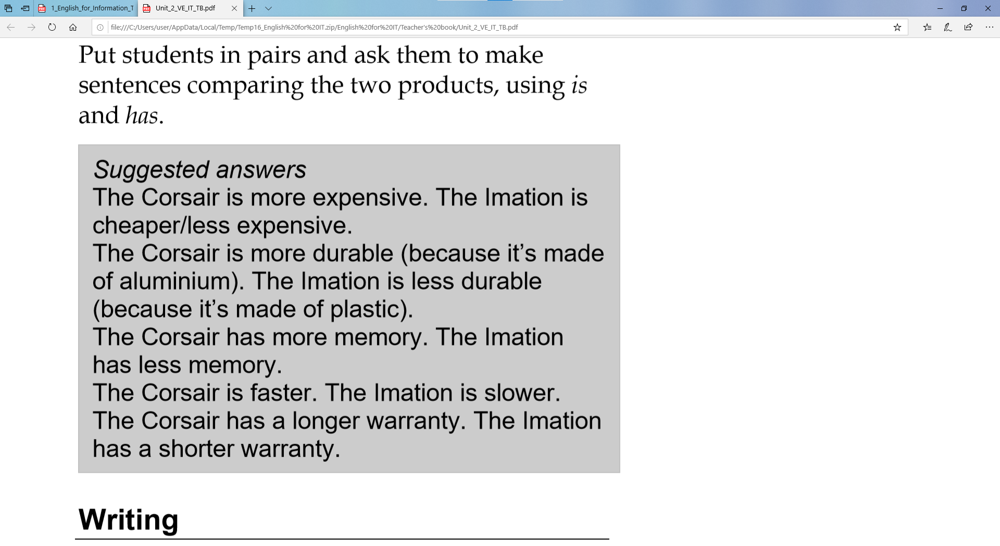 1_English_for_Information_T
Unit_2_VE_IT_TB.pdf
file:///C:/Users/user/AppData/Local/Temp/Temp16_English%20for%20IT.zip/English%20for%20IT/Teacher's%20book/Unit_2_VE_IT_TB.pdf
Put students in pairs and ask them to make
sentences comparing the two products, using is
and has.
Suggested answers
The Corsair is more expensive. The Imation is
cheaper/less expensive.
The Corsair is more durable (because it’s made
of aluminium). The Imation is less durable
(because it’s made of plastic).
The Corsair has more memory. The Imation
has less memory.
The Corsair is faster. The Imation is slower.
The Corsair has a longer warranty. The Imation
has a shorter warranty.
Writing